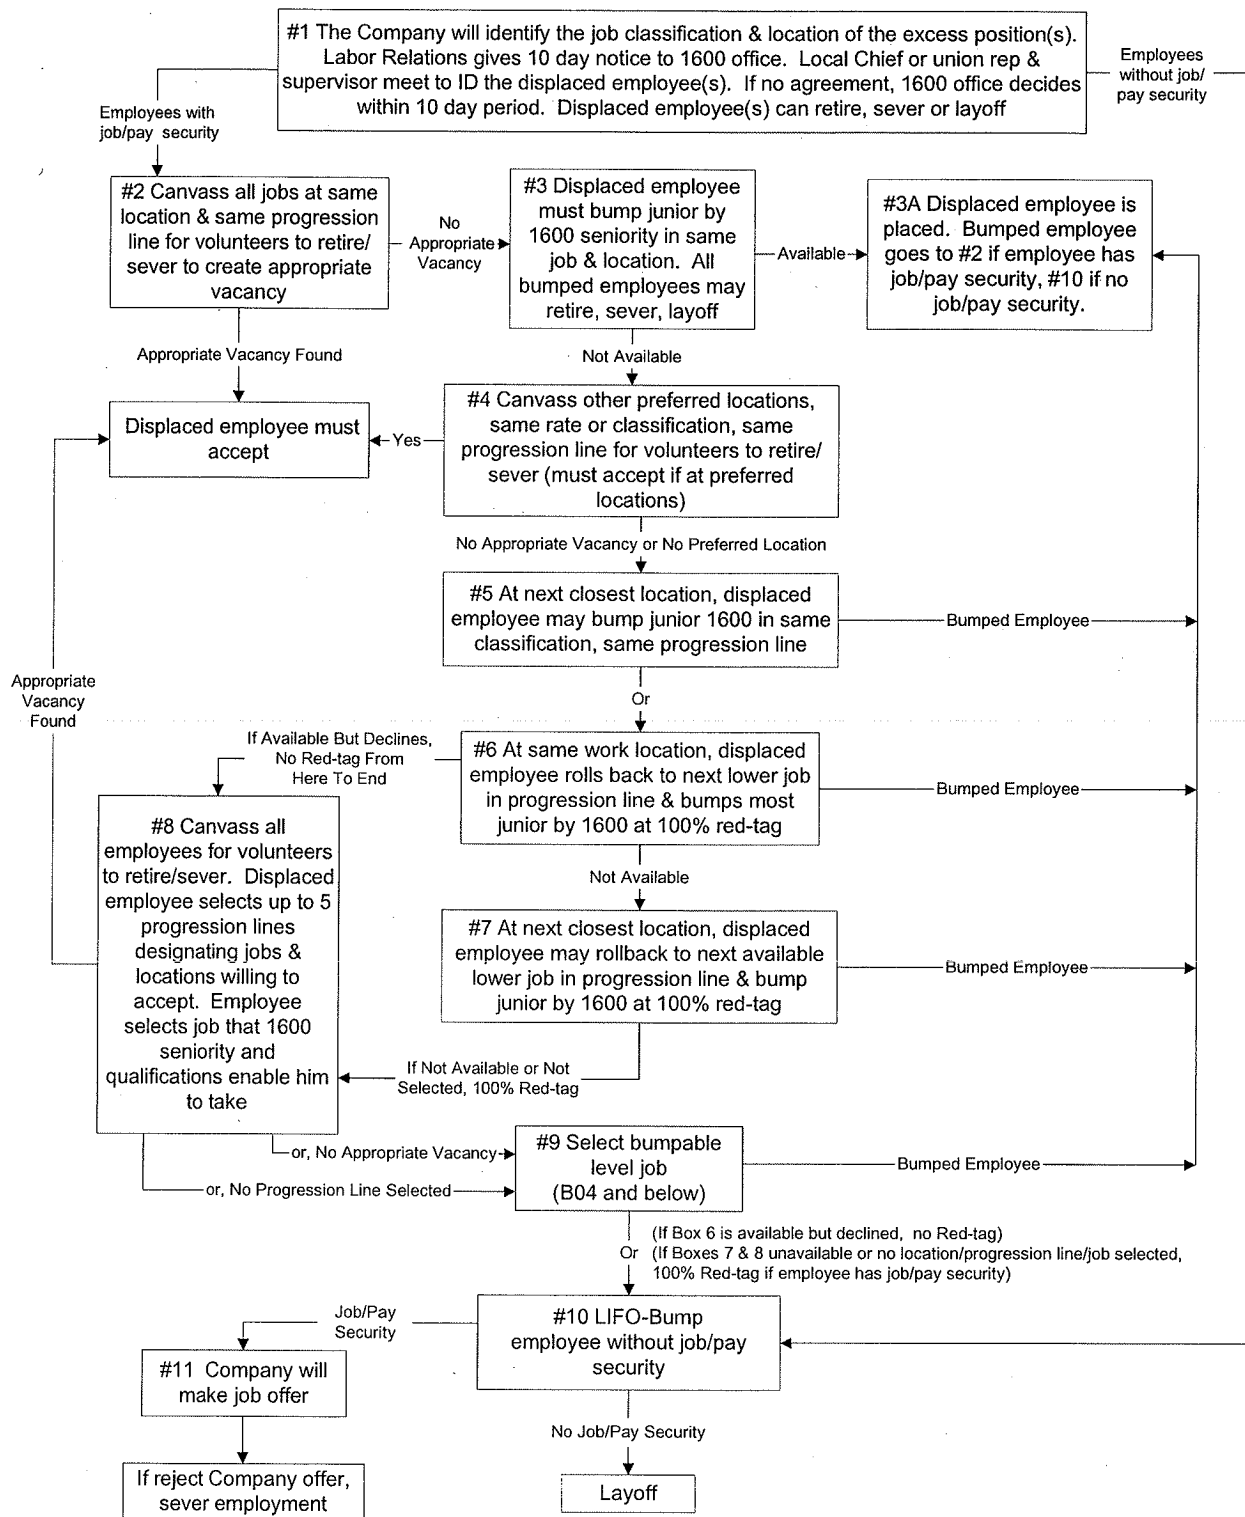 #1 The Company will identify the job classification & location of the excess position(s).
Labor Relations gives 10 day notice to 1600 office. Local Chief or union rep &
supervisor meet to ID the displaced employee(s). If no agreement, 1600 office decides
within 10 day period. Displaced employee(s) can retire, sever or layoff
Employees
without job/
pay security
Employees with
job/pay security
#2 Canvass all jobs at same
location & same progression
line for volunteers to retire/
sever to create appropriate
vacancy
No
Appropriate
Vacancy
#3 Displaced employee
must bump junior by
1600 seniority in same
job & location. All
bumped employees may
retire, sever, layoff
Available
#3A Displaced employee is
placed. Bumped employee
goes to #2 if employee has
job/pay security, #10 if no
job/pay security.
Appropriate Vacancy Found
Not Available
Displaced employee must
accept
Yes
#4 Canvass other preferred locations,
same rate or classification, same
progression line for volunteers to retire/
sever (must accept if at preferred
locations)
No Appropriate Vacancy or No Preferred Location
#5 At next closest location, displaced
employee may bump junior 1600 in same
classification, same progression line
Bumped Employee
Appropriate
Vacancy
Found
Or
If Available But Declines,
No Red-tag From
Here To End
#6 At same work location, displaced
employee rolls back to next lower job
in progression line & bumps most
junior by 1600 at 100% red-tag
Bumped Employee
#8 Canvass all
employees for volunteers
to retire/sever. Displaced
employee selects up to 5
progression lines
designating jobs &
locations willing to
accept. Employee
selects job that 1600
seniority and
qualifications enable him
to take
Not Available
#7 At next closest location, displaced
employee may rollback to next available
lower job in progression line & bump
junior by 1600 at 100% red-tag
Bumped Employee
If Not Available or Not
Selected, 100% Red-tag
or, No Appropriate Vacancy
or, No Progression Line Selected
#9 Select bumpable
level job
(B04 and below)
Bumped Employee
Or
(If Box 6 is available but declined, no Red-tag)
(If Boxes 7 & 8 unavailable or no location/progression line/job selected,
100% Red-tag if employee has job/pay security)
Job/Pay
Security
#10 LIFO-Bump
employee without job/pay
security
#11 Company will
make job offer
No Job/Pay Security
If reject Company offer,
sever employment
Layoff